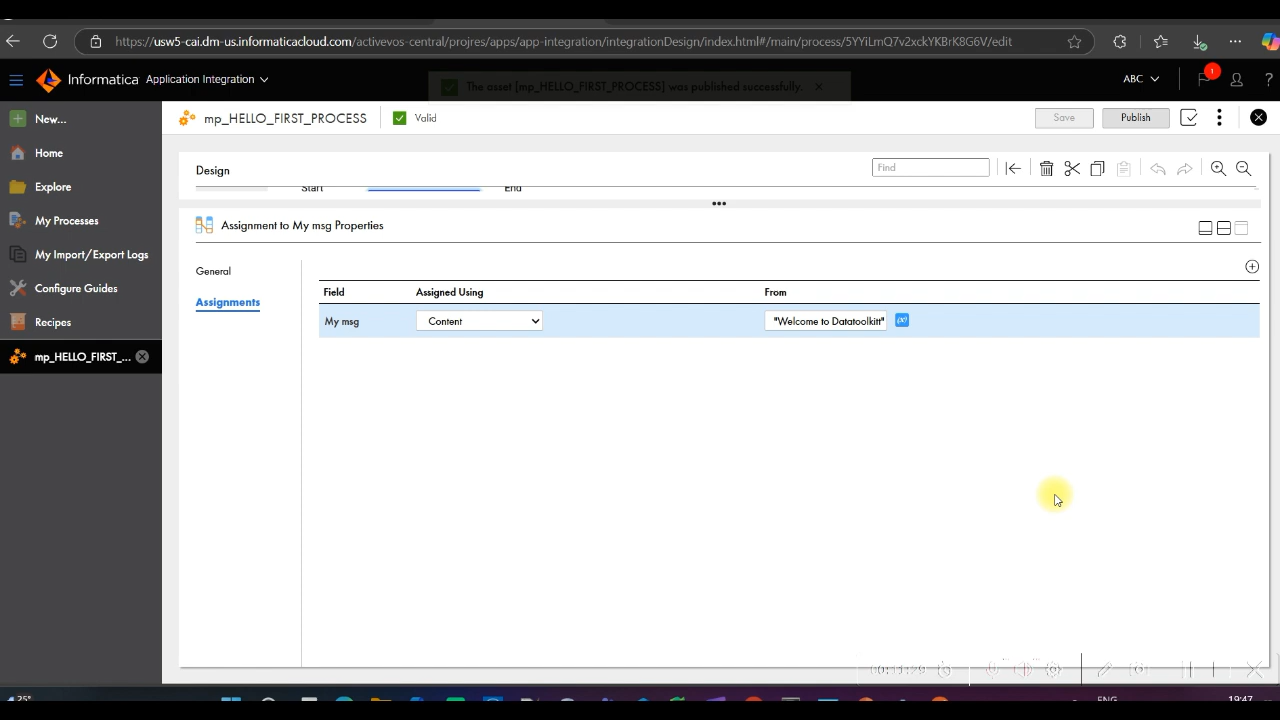 https://usw5-cai.dm-us.informaticacloud.com/activevos-central/projres/apps/app-integration/integrationDesign/index.html#/main/process/5YYiLmQ7v2xckYKBrK8G6V/edit
Informatica Application Integration
The asset [mp_HELLO_FIRST_PROCESS] was published successfully.
ABC
1
?
New...
mp_HELLO_FIRST_PROCESS
Valid
Save
Publish
Home
Explore
My Processes
My Import/Export Logs
Configure Guides
Recipes
mp_HELLO_FIRST_...
Design
Find
Start
End
Assignment to My msg Properties
General
Assignments
Field
Assigned Using
From
My msg
Content
"Welcome to Datatoolkitt"
25°
ENG
19:47